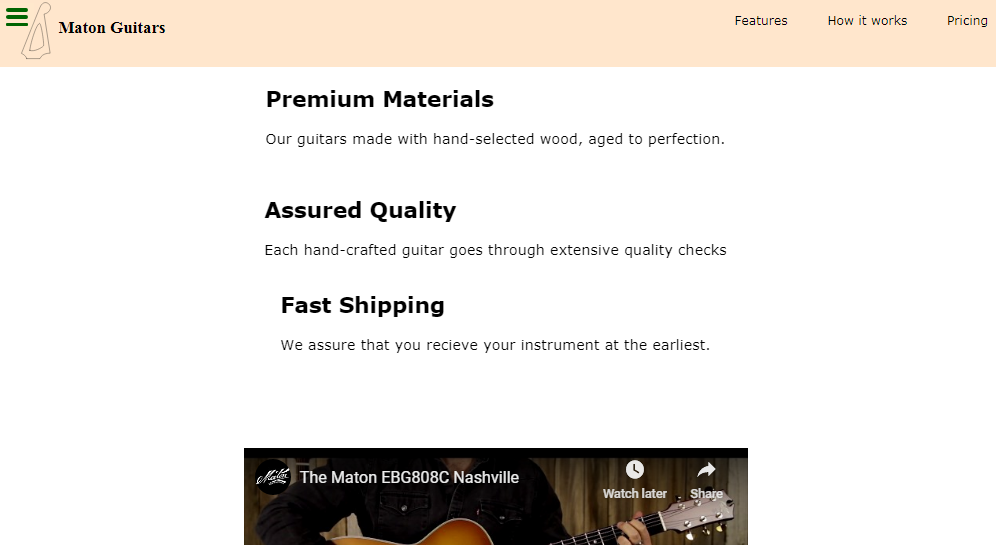 Maton Guitars
Features
How it works
Pricing
Premium Materials
Our guitars made with hand-selected wood, aged to perfection.
Assured Quality
Each hand-crafted guitar goes through extensive quality checks
Fast Shipping
We assure that you recieve your instrument at the earliest.
Maton
The Maton EBG808C Nashville
Watch later
Share